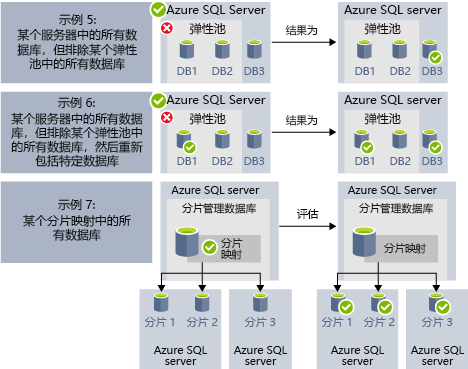 示例 5:
某个服务器中的所有数
据库，但排除某个弹性
池中的所有数据库
Azure SQL Server
弹性池
DB1
DB2
DB3
结果为
Azure SQL Server
弹性池
DB1
DB2
DB3
示例 6:
某个服务器中的所有数据
库，但排除某个弹性池中
的所有数据库，然后重新
包括特定数据库
Azure SQL Server
弹性池
DB1
DB2
DB3
结果为
Azure SQL Server
弹性池
DB1
DB2
DB3
示例 7:
某个分片映射中的所
有数据库
Azure SQL server
分片管理数据库
分片
映射
评估
Azure SQL server
分片管理数据库
分片映射
分片 1
分片 2
Azure SQL
server
分片 3
Azure SQL
server
分片 1
分片 2
Azure SQL
server
分片 3
Azure SQL
server